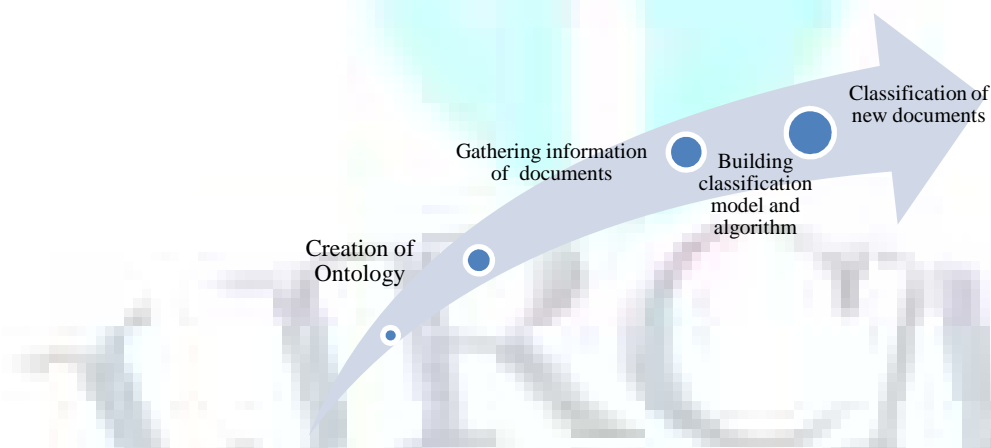 Creation of
Ontology
Gathering information
of documents
Building
classification
model and
algorithm
Classification of
new documents